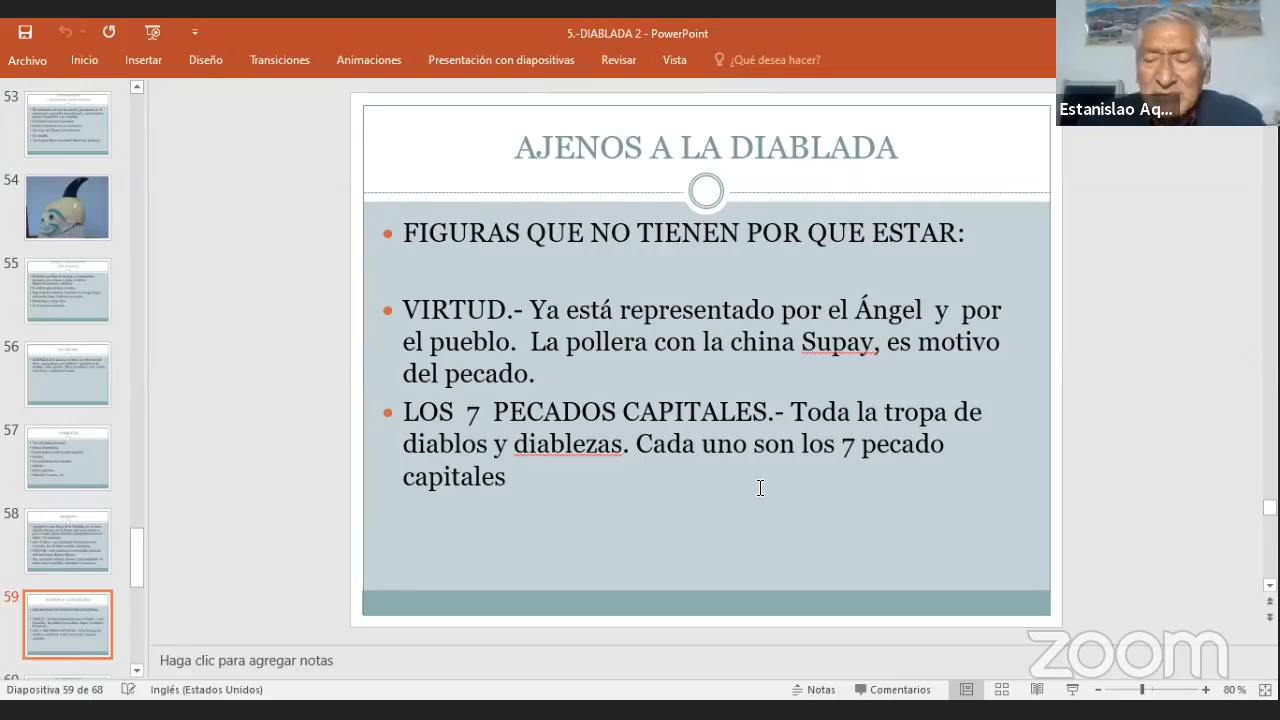 5.-DIABLADA 2 - PowerPoint
Archivo Inicio Insertar Diseño Transiciones Animaciones Presentación con diapositivas Revisar Vista ¿Qué desea hacer?
Estanislao Aq...
53
54
55
56
57
58
59
AJENOS A LA DIABLADA
FIGURAS QUE NO TIENEN POR QUE ESTAR:
VIRTUD.- Ya está representado por el Ángel y por
el pueblo. La pollera con la china Supay, es motivo
del pecado.
LOS 7 PECADOS CAPITALES.- Toda la tropa de
diablos y diablezas. Cada uno son los 7 pecado
capitales
Haga clic para agregar notas
zoom
Diapositiva 59 de 68 Inglés (Estados Unidos) Notas Comentarios 80 %